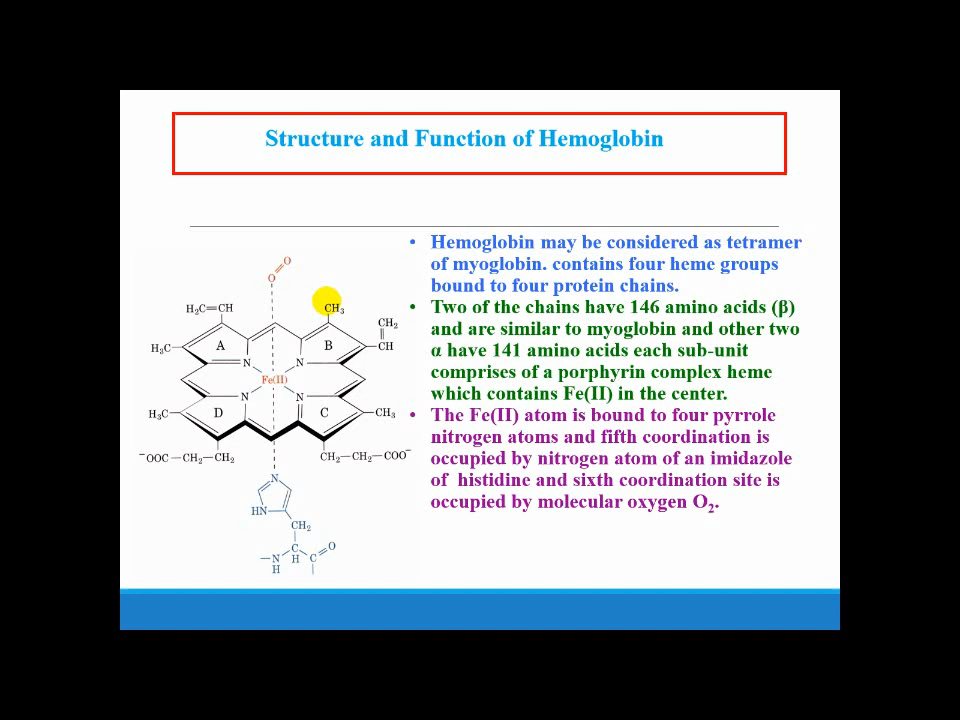 Structure and Function of Hemoglobin
• Hemoglobin may be considered as tetramer
of myoglobin. contains four heme groups
bound to four protein chains.
• Two of the chains have 146 amino acids (β)
and are similar to myoglobin and other two
α have 141 amino acids each sub-unit
comprises of a porphyrin complex heme
which contains Fe(II) in the center.
• The Fe(II) atom is bound to four pyrrole
nitrogen atoms and fifth coordination is
occupied by nitrogen atom of an imidazole
of histidine and sixth coordination site is
occupied by molecular oxygen O₂.
O
O
H₂C=CH
CH₃
CH₂
CH
H₃C
A
B
N
N
Fe(II)
N
N
H₃C
D
C
CH₃
⁻OOC—CH₂—CH₂
CH₂—CH₂—COO⁻
N
HN
CH₂
—N
C
C
O
H
H